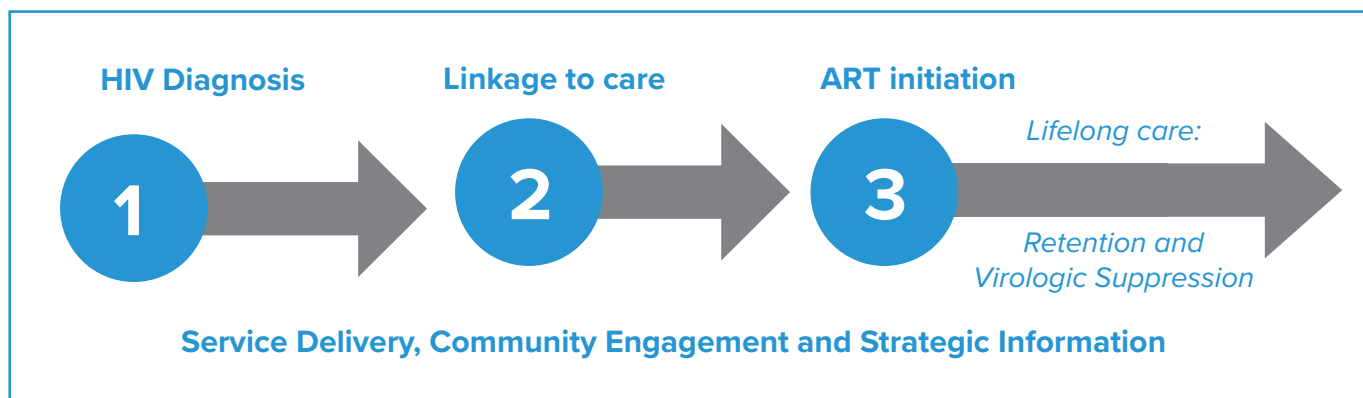 HIV Diagnosis
Linkage to care
ART initiation
1
2
3
Lifelong care:
Retention and
Virologic Suppression
Service Delivery, Community Engagement and Strategic Information